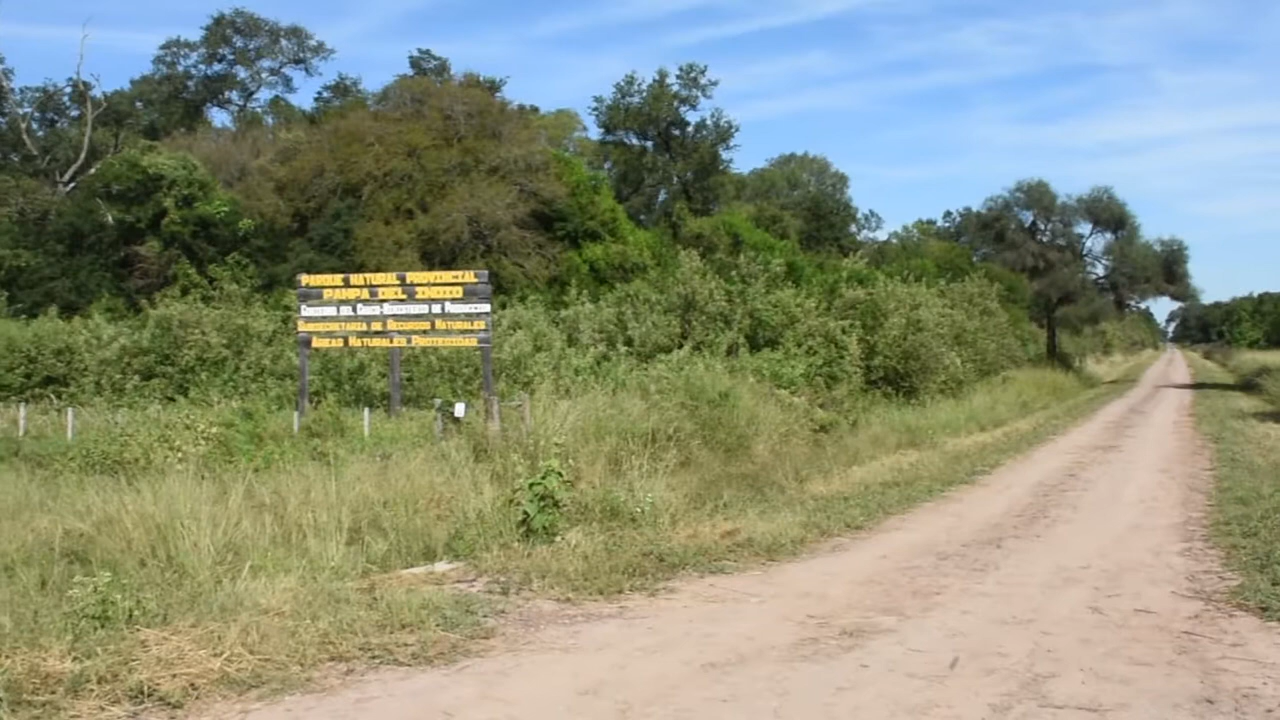 PARQUE NATURAL PROVINCIAL
PAMPA DEL INDIO
SUBSECRETARIA DE RECURSOS NATURALES
AREAS NATURALES PROTEGIDAS